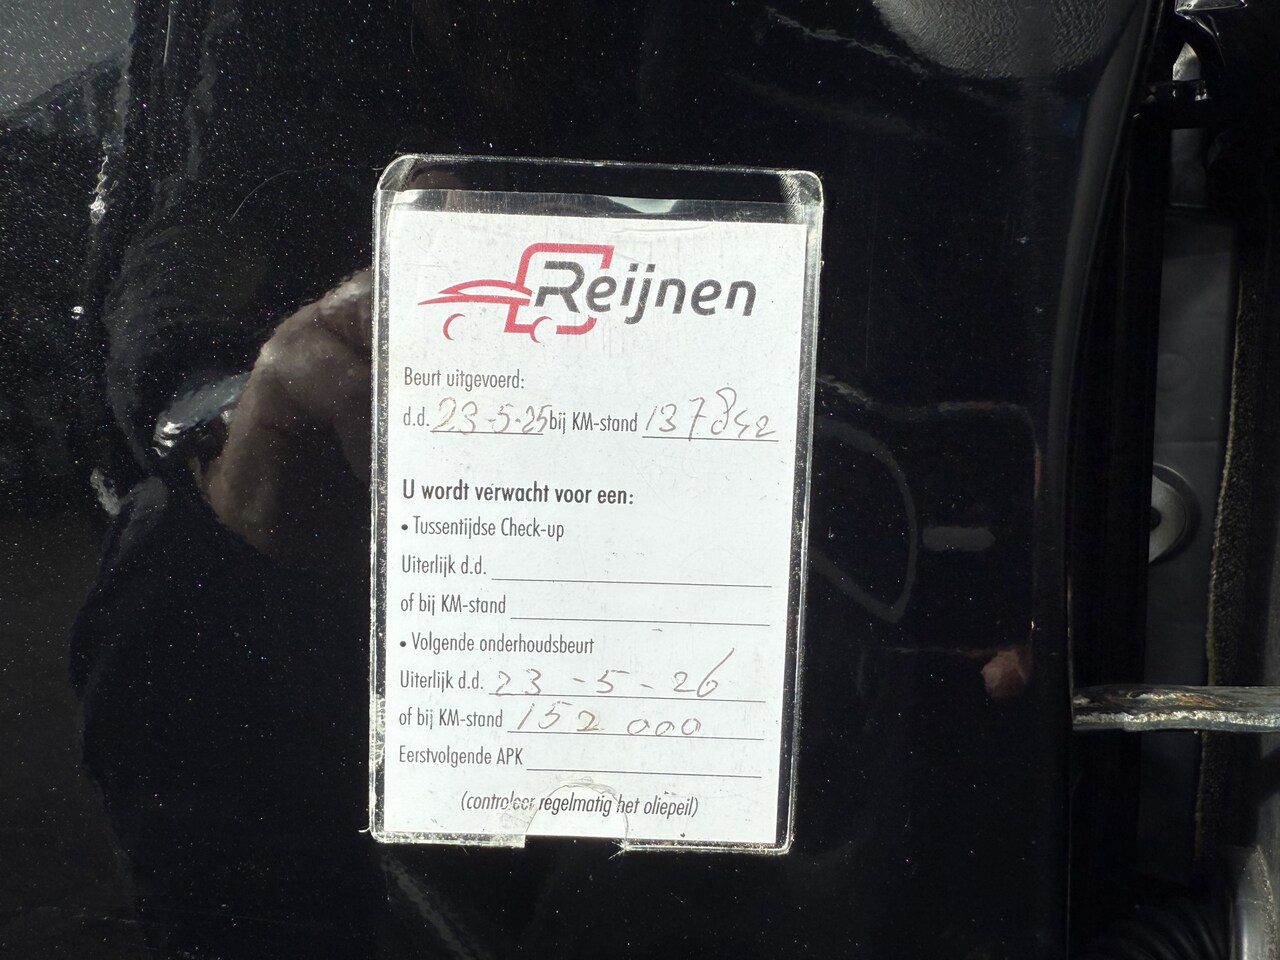 Reijnen
Beurt uitgevoerd:
d.d. 23-5-25 bij KM-stand 137842
U wordt verwacht voor een:
• Tussentijdse Check-up
Uiterlijk d.d.
of bij KM-stand
• Volgende onderhoudsbeurt
Uiterlijk d.d. 23-5-26
of bij KM-stand 152 000
Eerstvolgende APK
(controleer regelmatig het oliepeil)